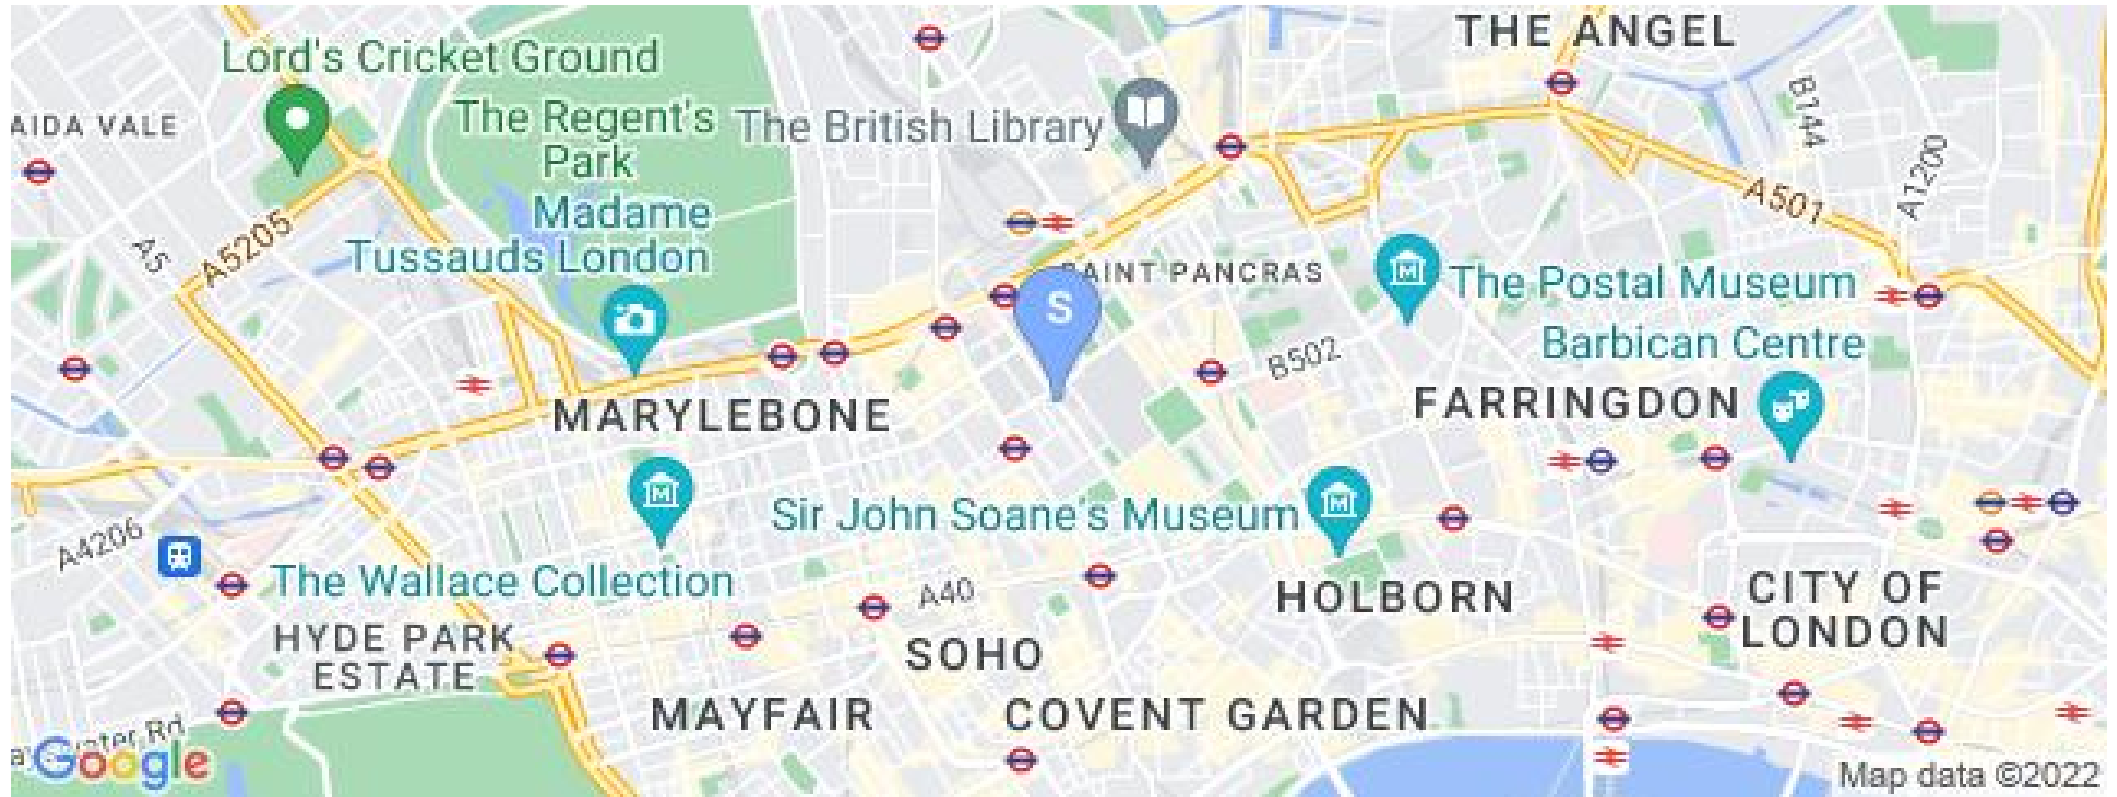 THE ANGEL
Lord's Cricket Ground
The Regent's
Park
The British Library
AIDA VALE
B144
A1200
A501
Madame
Tussauds London
A5
A5205
SAINT PANCRAS
S
The Postal Museum
Barbican Centre
B502
MARYLEBONE
FARRINGDON
Sir John Soane's Museum
A4206
The Wallace Collection
A40
HOLBORN
CITY OF
LONDON
HYDE PARK
ESTATE
SOHO
MAYFAIR
COVENT GARDEN
Rd
Google
Map data ©2022